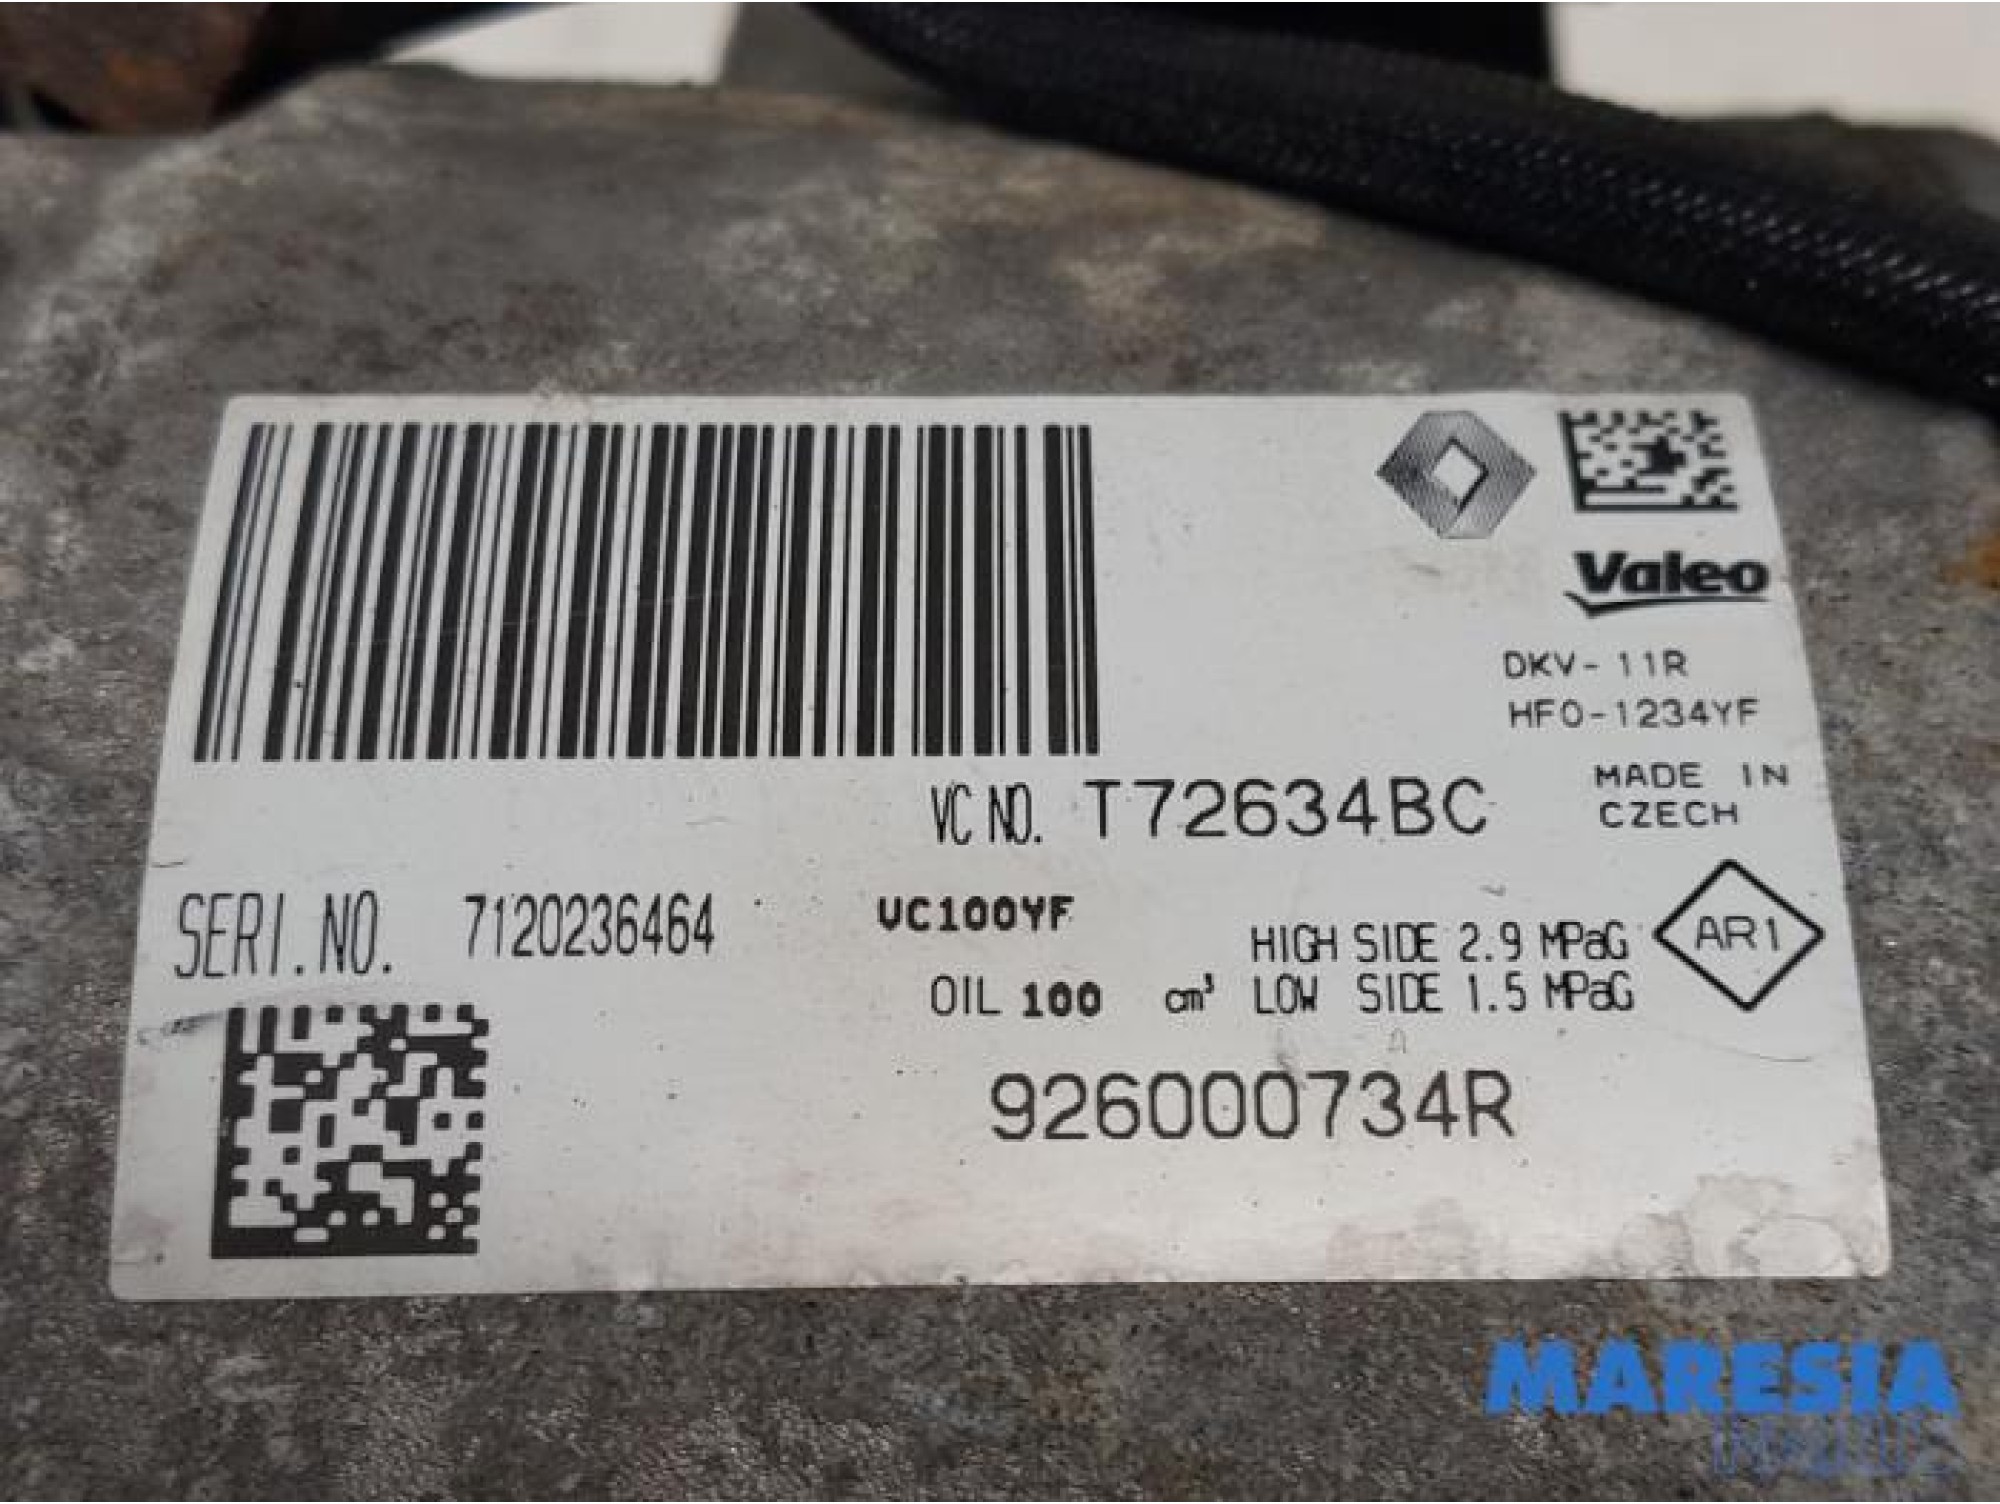 Valeo
DKV-11R
HFO-1234YF
MADE IN
CZECH
VC NO. T72634BC
SERI.NO. 7120236464
VC100YF
HIGH SIDE 2.9 MPaG
OIL 100 cm³ LOW SIDE 1.5 MPaG
AR1
926000734R
MARESIA